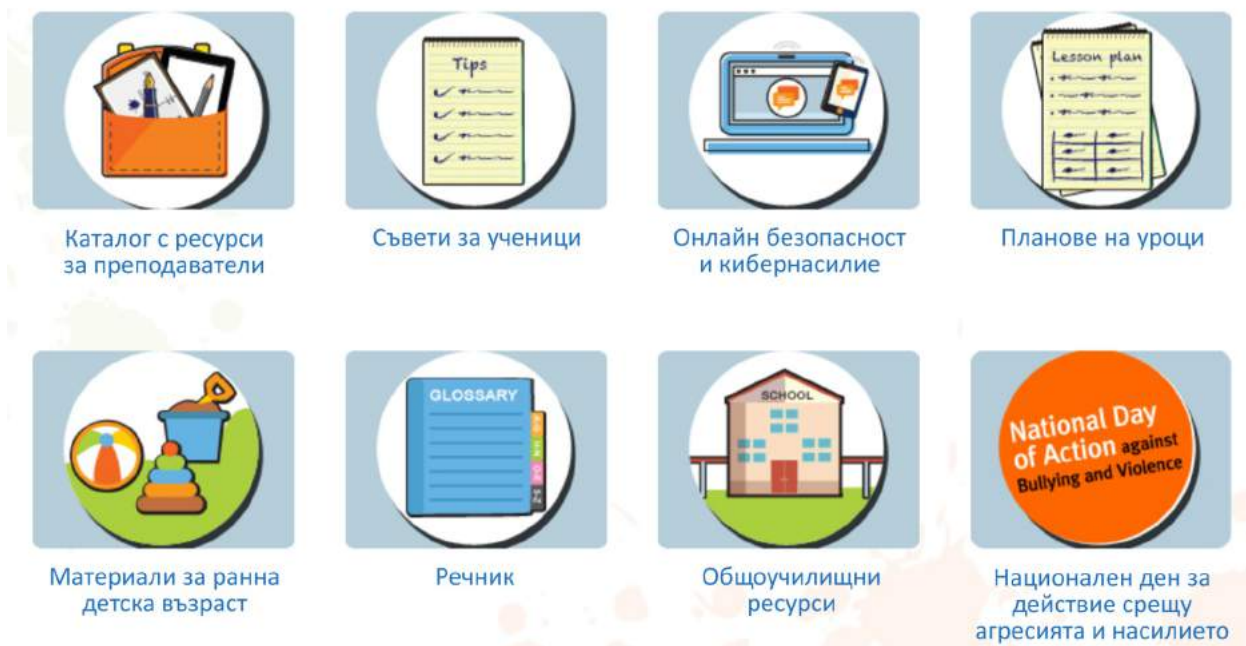 Tips
Lesson plan
Каталог с ресурси
за преподаватели
Съвети за ученици
Онлайн безопасност
и кибернасилие
Планове на уроци
GLOSSARY
SCHOOL
National Day
of Action against
Bullying and Violence
Материали за ранна
детска възраст
Речник
Общоучилищни
ресурси
Национален ден за
действие срещу
агресията и насилието